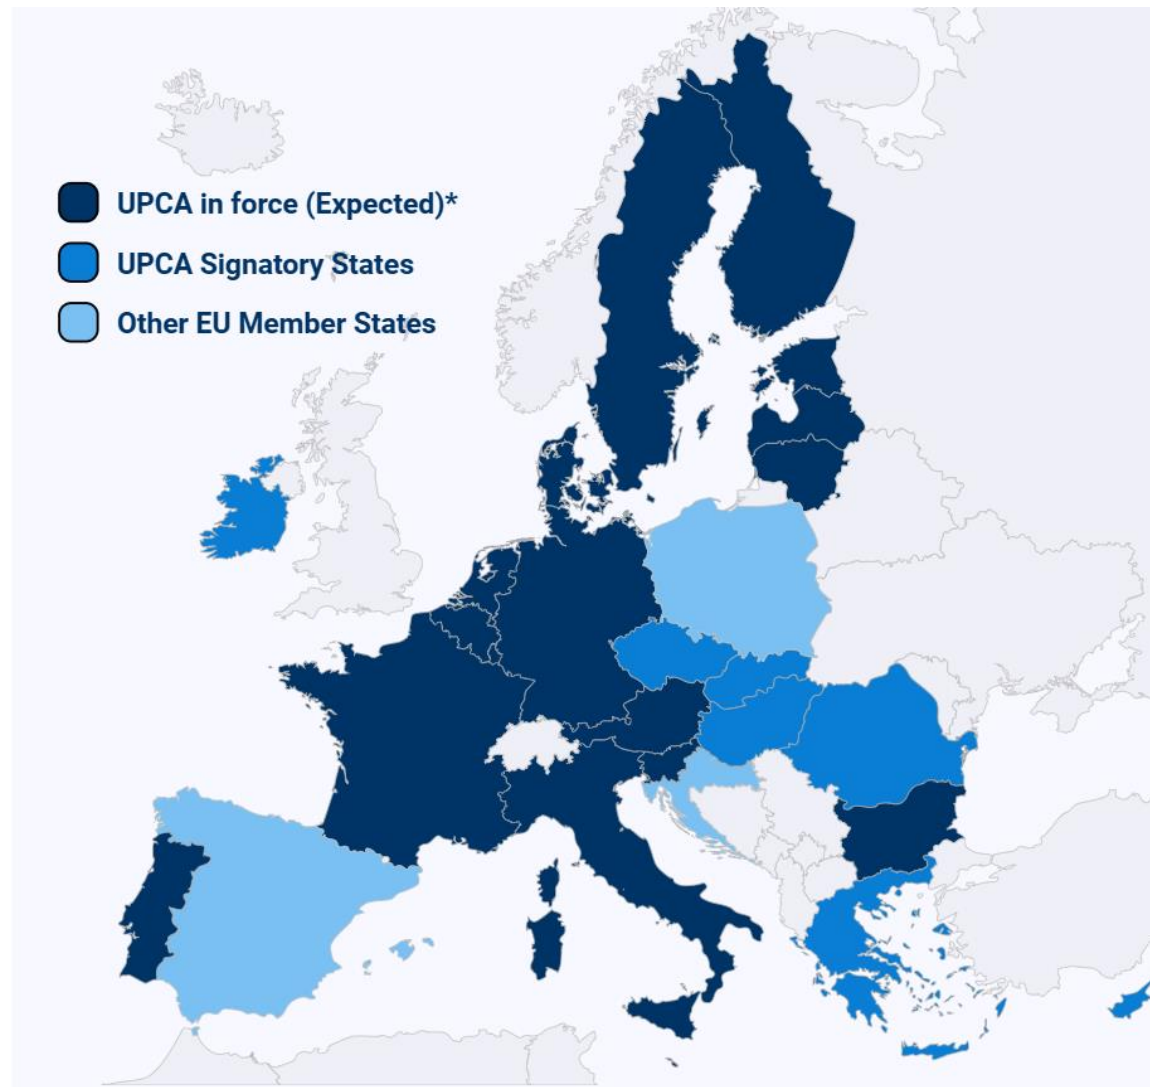 UPCA in force (Expected)*
UPCA Signatory States
Other EU Member States